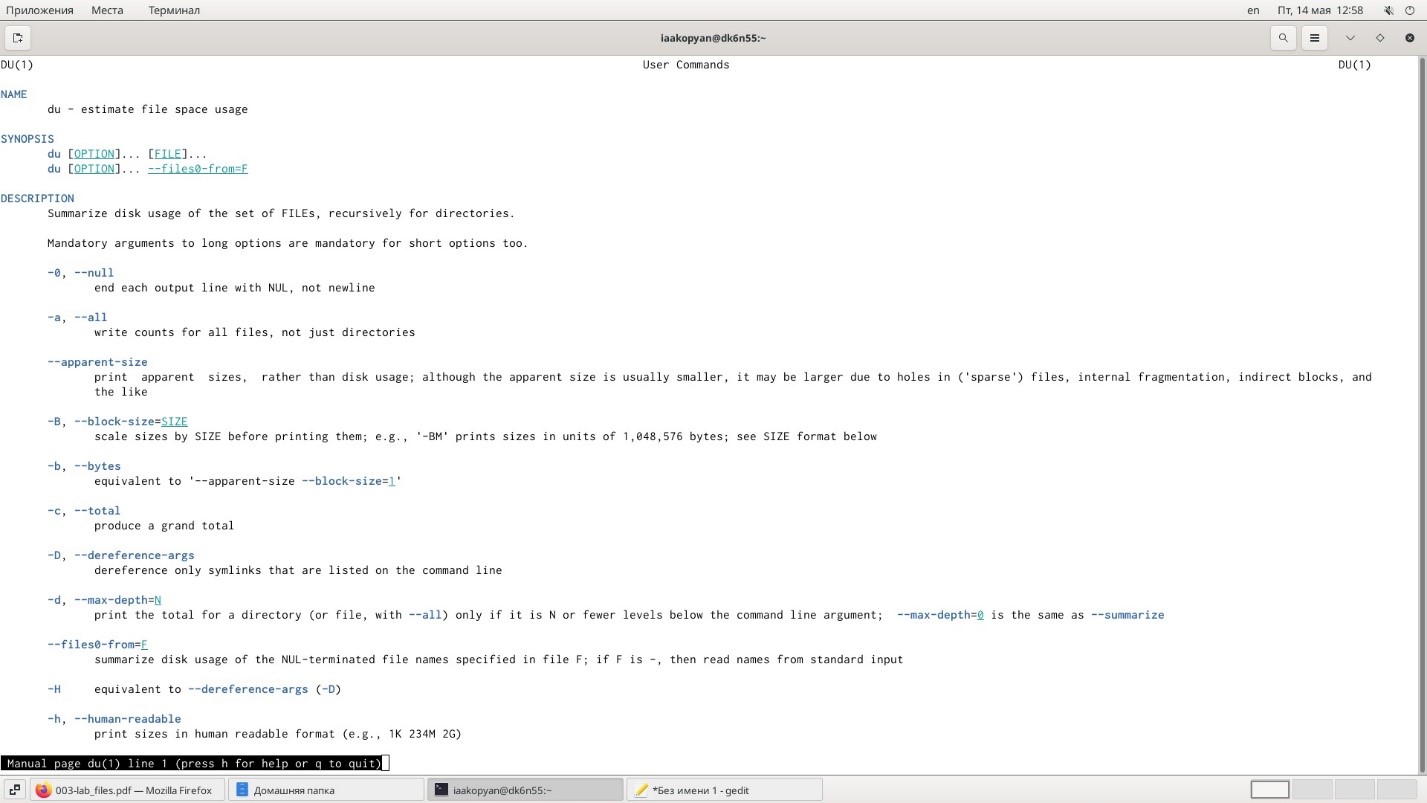 Приложения Места Терминал en Пт, 14 мая 12:58
iaakopyan@dk6n55:~
DU(1) User Commands DU(1)
NAME
du - estimate file space usage
SYNOPSIS
du [OPTION]... [FILE]...
du [OPTION]... --files0-from=F
DESCRIPTION
Summarize disk usage of the set of FILEs, recursively for directories.
Mandatory arguments to long options are mandatory for short options too.
-0, --null
end each output line with NUL, not newline
-a, --all
write counts for all files, not just directories
--apparent-size
print apparent sizes, rather than disk usage; although the apparent size is usually smaller, it may be larger due to holes in ('sparse') files, internal fragmentation, indirect blocks, and
the like
-B, --block-size=SIZE
scale sizes by SIZE before printing them; e.g., '-BM' prints sizes in units of 1,048,576 bytes; see SIZE format below
-b, --bytes
equivalent to '--apparent-size --block-size=1'
-c, --total
produce a grand total
-D, --dereference-args
dereference only symlinks that are listed on the command line
-d, --max-depth=N
print the total for a directory (or file, with --all) only if it is N or fewer levels below the command line argument; --max-depth=0 is the same as --summarize
--files0-from=F
summarize disk usage of the NUL-terminated file names specified in file F; if F is -, then read names from standard input
-H equivalent to --dereference-args (-D)
-h, --human-readable
print sizes in human readable format (e.g., 1K 234M 2G)
Manual page du(1) line 1 (press h for help or q to quit)
003-lab_files.pdf — Mozilla Firefox Домашняя папка iaakopyan@dk6n55:~ *Без имени 1 - gedit